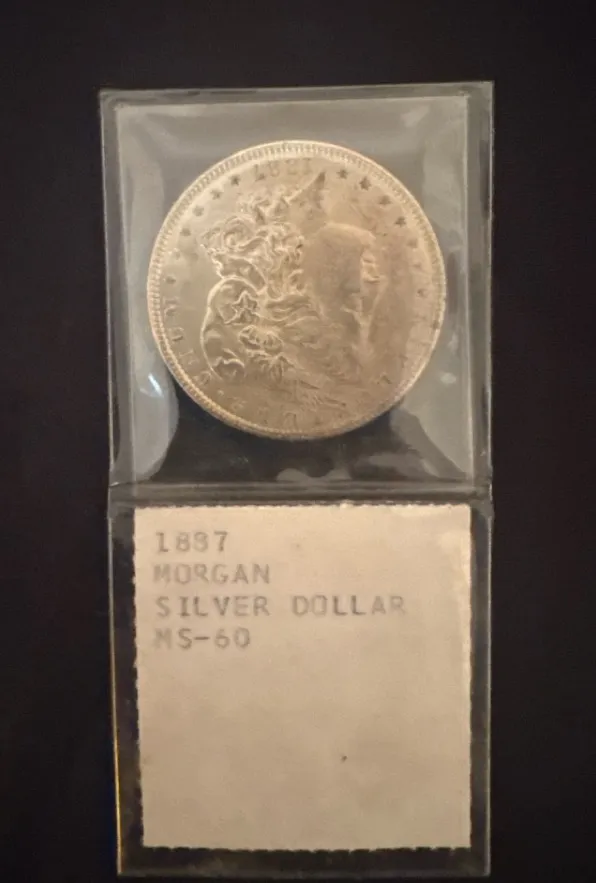 1887
MORGAN
SILVER DOLLAR
MS-60